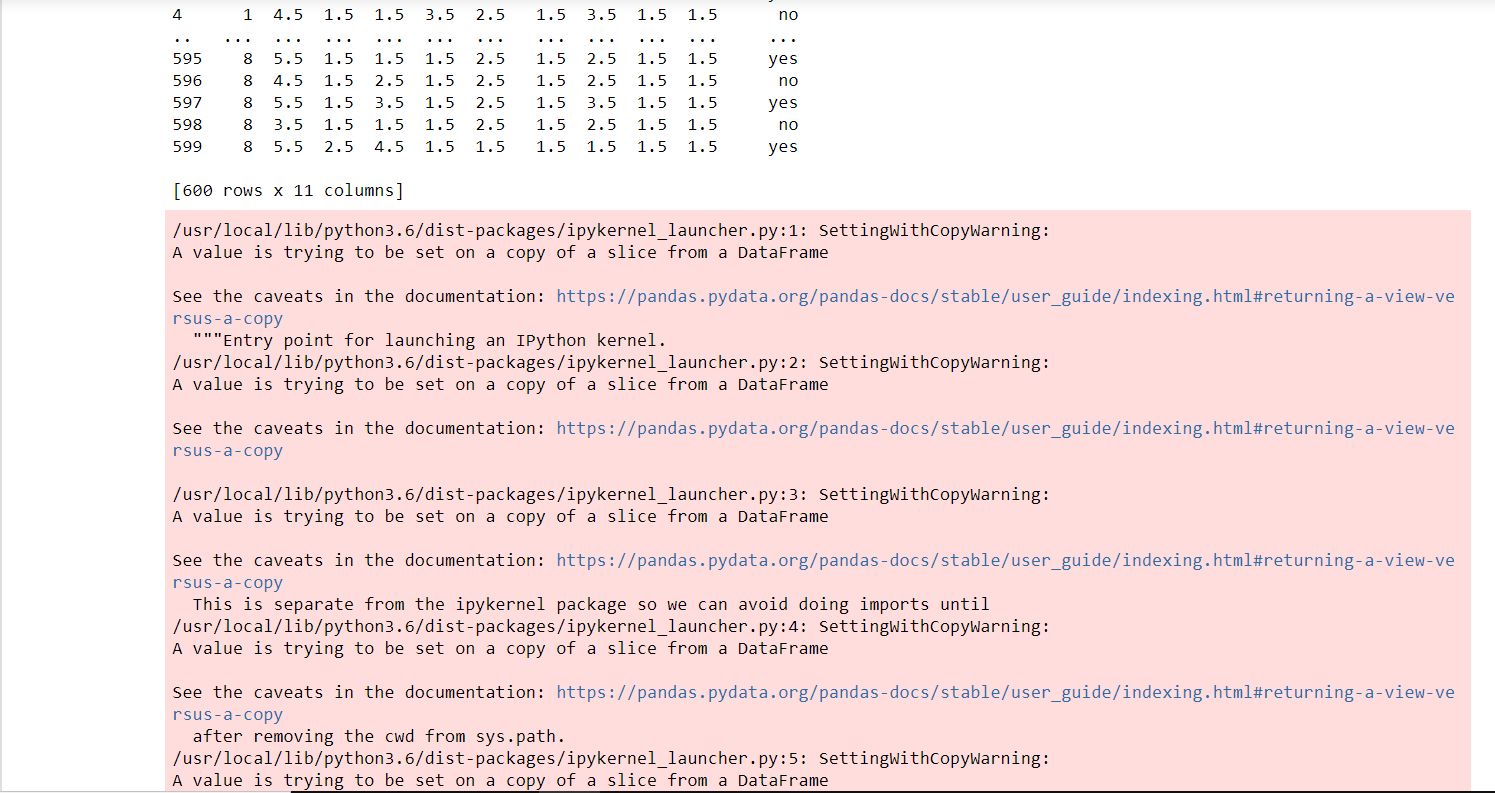 4 1 4.5 1.5 1.5 3.5 2.5 1.5 3.5 1.5 1.5 no
.. ... ... ... ... ... ... ... ... ... ... ...
595 8 5.5 1.5 1.5 1.5 2.5 1.5 2.5 1.5 1.5 yes
596 8 4.5 1.5 2.5 1.5 2.5 1.5 2.5 1.5 1.5 no
597 8 5.5 1.5 3.5 1.5 2.5 1.5 3.5 1.5 1.5 yes
598 8 3.5 1.5 1.5 1.5 2.5 1.5 2.5 1.5 1.5 no
599 8 5.5 2.5 4.5 1.5 1.5 1.5 1.5 1.5 1.5 yes
[600 rows x 11 columns]
/usr/local/lib/python3.6/dist-packages/ipykernel_launcher.py:1: SettingWithCopyWarning:
A value is trying to be set on a copy of a slice from a DataFrame
See the caveats in the documentation: https://pandas.pydata.org/pandas-docs/stable/user_guide/indexing.html#returning-a-view-ve
rsus-a-copy
"""Entry point for launching an IPython kernel.
/usr/local/lib/python3.6/dist-packages/ipykernel_launcher.py:2: SettingWithCopyWarning:
A value is trying to be set on a copy of a slice from a DataFrame
See the caveats in the documentation: https://pandas.pydata.org/pandas-docs/stable/user_guide/indexing.html#returning-a-view-ve
rsus-a-copy
/usr/local/lib/python3.6/dist-packages/ipykernel_launcher.py:3: SettingWithCopyWarning:
A value is trying to be set on a copy of a slice from a DataFrame
See the caveats in the documentation: https://pandas.pydata.org/pandas-docs/stable/user_guide/indexing.html#returning-a-view-ve
rsus-a-copy
This is separate from the ipykernel package so we can avoid doing imports until
/usr/local/lib/python3.6/dist-packages/ipykernel_launcher.py:4: SettingWithCopyWarning:
A value is trying to be set on a copy of a slice from a DataFrame
See the caveats in the documentation: https://pandas.pydata.org/pandas-docs/stable/user_guide/indexing.html#returning-a-view-ve
rsus-a-copy
after removing the cwd from sys.path.
/usr/local/lib/python3.6/dist-packages/ipykernel_launcher.py:5: SettingWithCopyWarning:
A value is trying to be set on a copy of a slice from a DataFrame